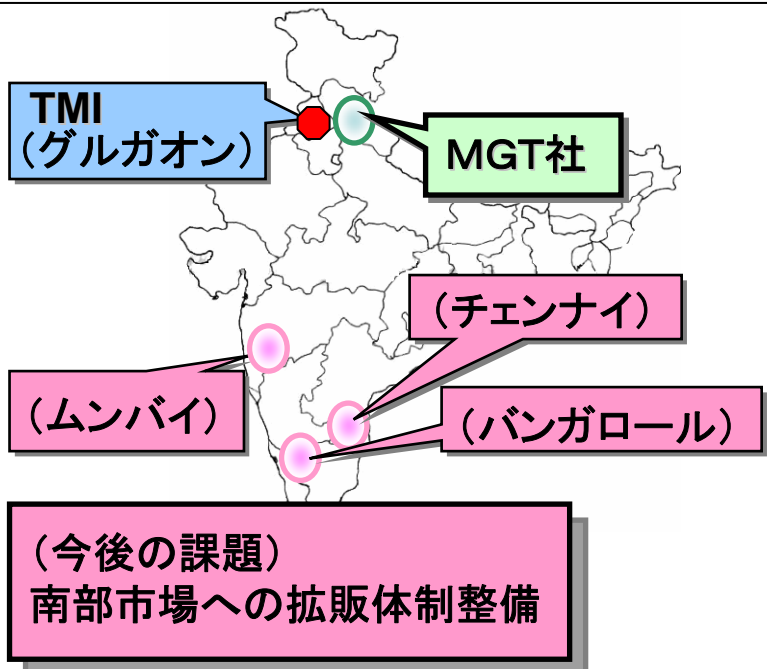 TMI
（グルガオン）
ＭＧＴ社
（チェンナイ）
（ムンバイ）
（バンガロール）
（今後の課題）
南部市場への拡販体制整備